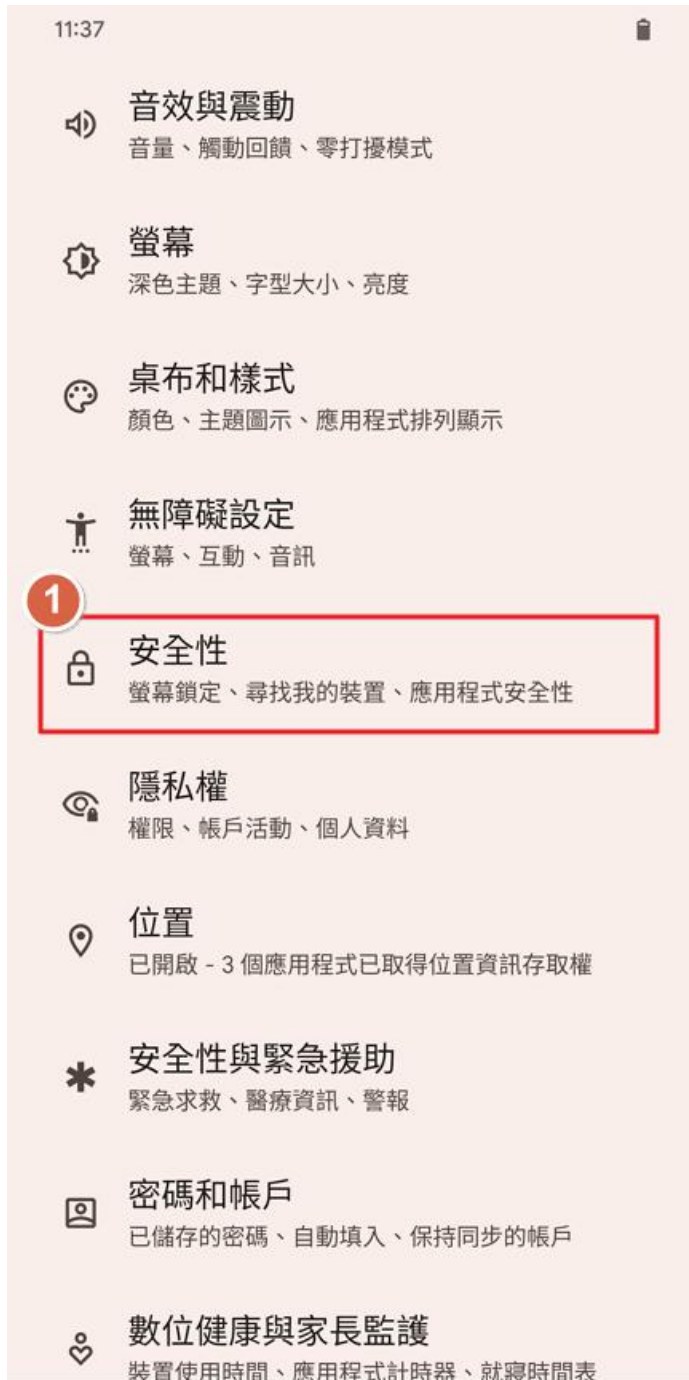 11:37
音效與震動
音量、觸動回饋、零打擾模式
螢幕
深色主題、字型大小、亮度
桌布和樣式
顏色、主題圖示、應用程式排列顯示
無障礙設定
螢幕、互動、音訊
1
安全性
螢幕鎖定、尋找我的裝置、應用程式安全性
隱私權
權限、帳戶活動、個人資料
位置
已開啟 - 3 個應用程式已取得位置資訊存取權
安全性與緊急援助
緊急求救、醫療資訊、警報
密碼和帳戶
已儲存的密碼、自動填入、保持同步的帳戶
數位健康與家長監護
裝置使用時間、應用程式計時器、就寢時間表